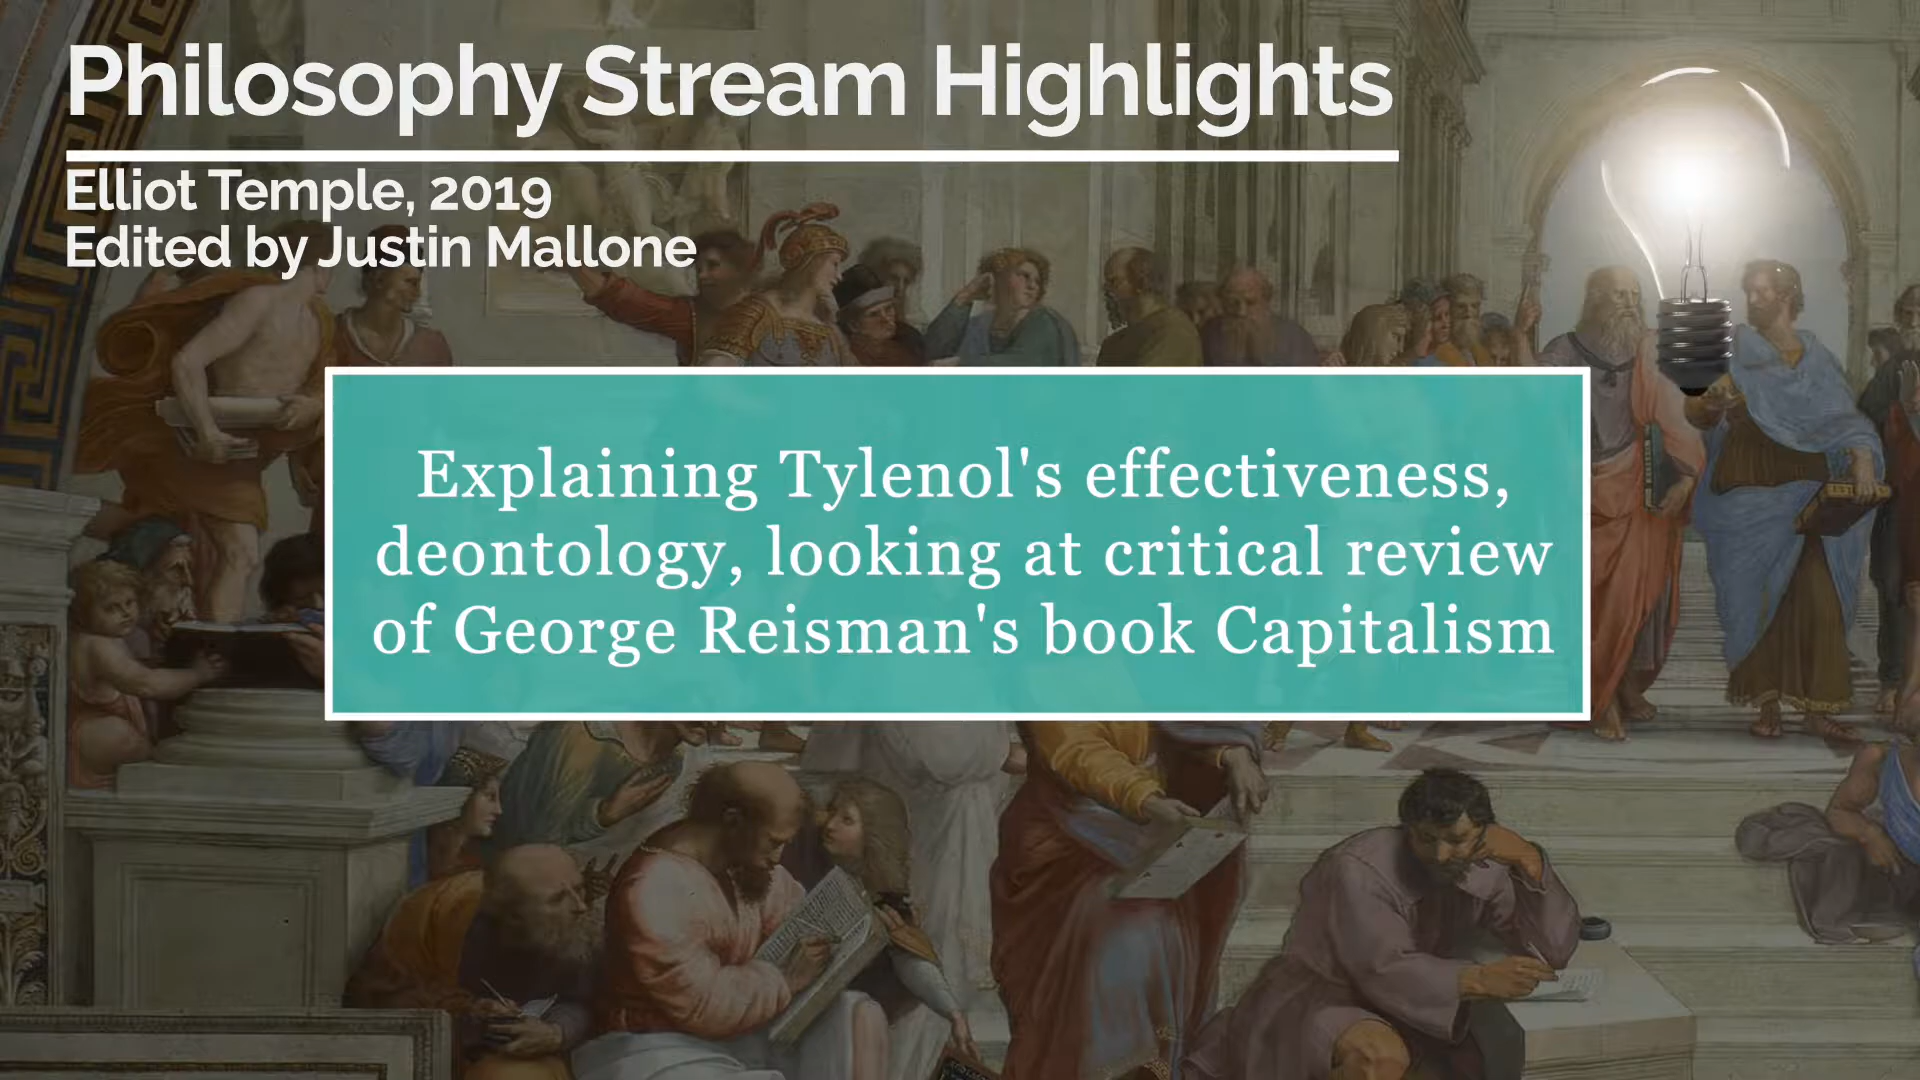 Philosophy Stream Highlights
Elliot Temple, 2019
Edited by Justin Mallone
Explaining Tylenol's effectiveness,
deontology, looking at critical review
of George Reisman's book Capitalism